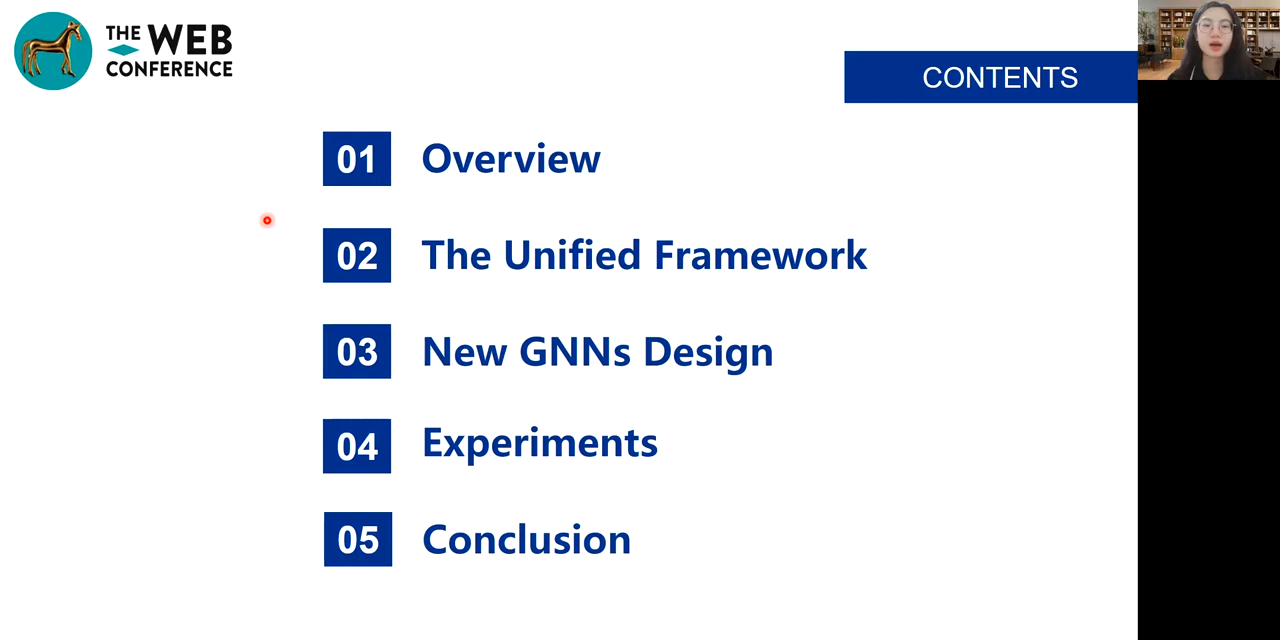 THE WEB
CONFERENCE
CONTENTS
01 Overview
02 The Unified Framework
03 New GNNs Design
04 Experiments
05 Conclusion